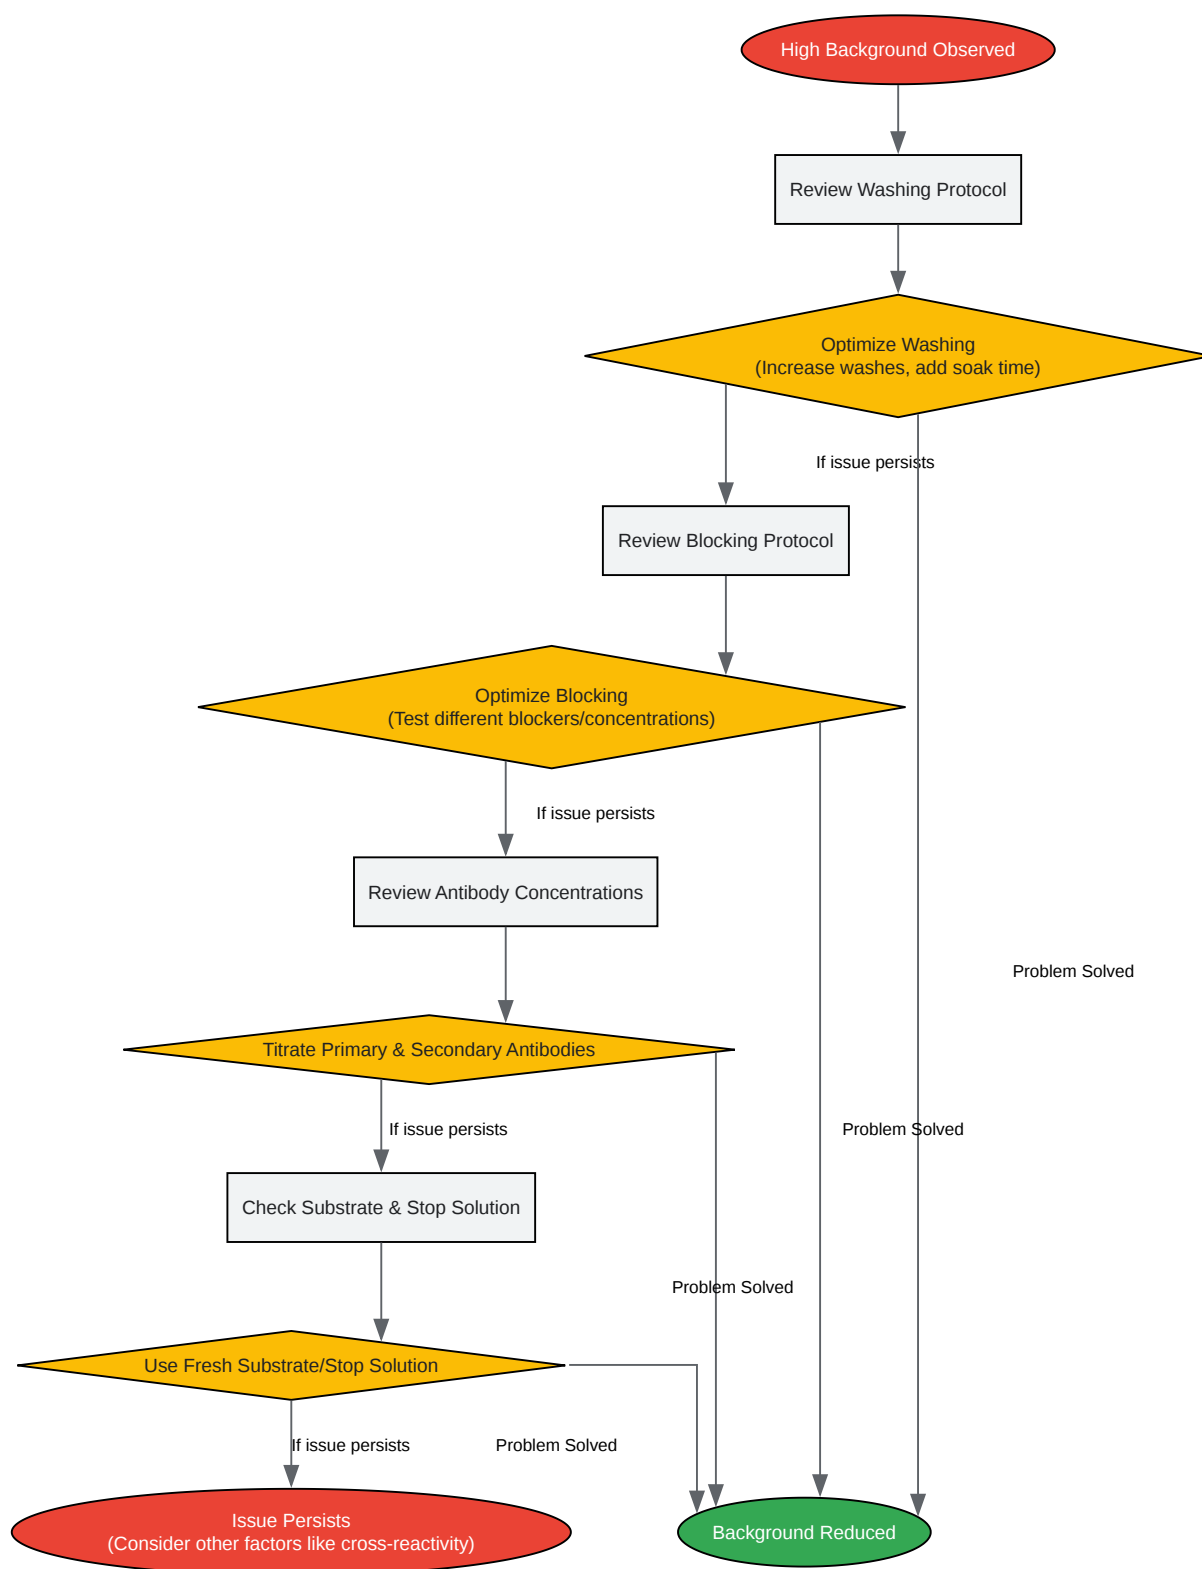 High Background Observed
Review Washing Protocol
Optimize Washing
(Increase washes, add soak time)
If issue persists
Review Blocking Protocol
Optimize Blocking
(Test different blockers/concentrations)
If issue persists
Review Antibody Concentrations
Problem Solved
Titrate Primary & Secondary Antibodies
If issue persists
Problem Solved
Check Substrate & Stop Solution
Problem Solved
Use Fresh Substrate/Stop Solution
If issue persists
Problem Solved
Issue Persists
(Consider other factors like cross-reactivity)
Background Reduced